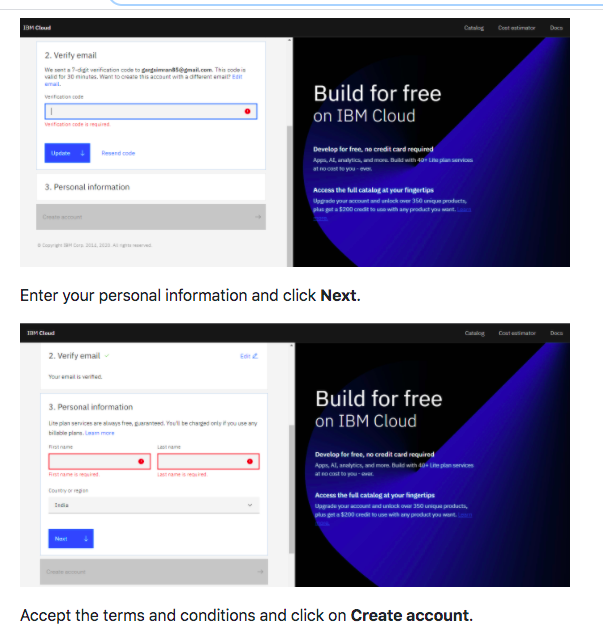 IBM Cloud
Catalog Cost estimator Docs
2. Verify email
We sent a 7-digit verification code to gargsimran85@gmail.com. This code is
valid for 30 minutes. Want to create this account with a different email? Edit
email.
Verification code
Verification code is required.
Update Resend code
3. Personal information
Create account
© Copyright IBM Corp. 2014, 2020. All rights reserved.
Build for free
on IBM Cloud
Develop for free, no credit card required
Apps, AI, analytics, and more. Build with 40+ Lite plan services
at no cost to you - ever.
Access the full catalog at your fingertips
Upgrade your account and unlock over 350 unique products,
plus get a $200 credit to use with any product you want. Learn
more.
Enter your personal information and click Next.
IBM Cloud
Catalog Cost estimator Docs
2. Verify email Edit
Your email is verified.
3. Personal information
Lite plan services are always free, guaranteed. You'll be charged only if you use any
billable plans. Learn more
First name Last name
First name is required. Last name is required.
Country or region
India
Next
Create account
Build for free
on IBM Cloud
Develop for free, no credit card required
Apps, AI, analytics, and more. Build with 40+ Lite plan services
at no cost to you - ever.
Access the full catalog at your fingertips
Upgrade your account and unlock over 350 unique products,
plus get a $200 credit to use with any product you want. Learn
more.
Accept the terms and conditions and click on Create account.